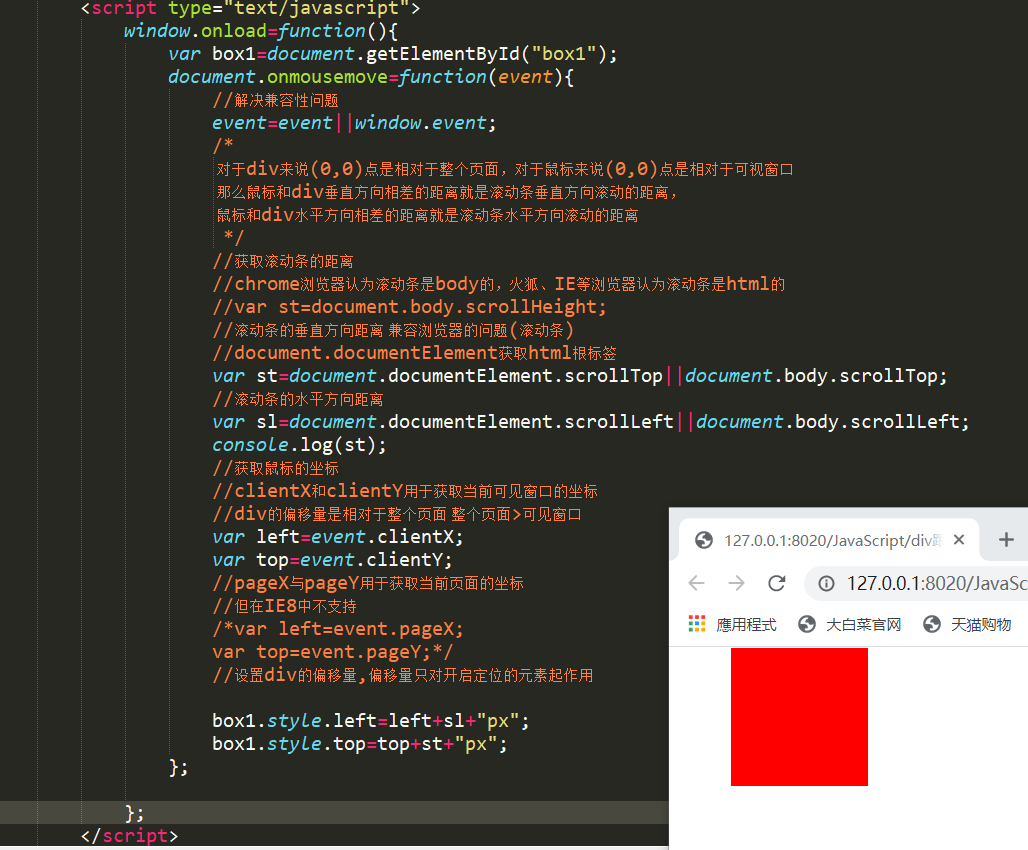 <script type="text/javascript">
window.onload=function(){
var box1=document.getElementById("box1");
document.onmousemove=function(event){
//解决兼容性问题
event=event||window.event;
/*
对于div来说(0,0)点是相对于整个页面，对于鼠标来说(0,0)点是相对于可视窗口
那么鼠标和div垂直方向相差的距离就是滚动条垂直方向滚动的距离，
鼠标和div水平方向相差的距离就是滚动条水平方向滚动的距离
*/
//获取滚动条的距离
//chrome浏览器认为滚动条是body的，火狐、IE等浏览器认为滚动条是html的
//var st=document.body.scrollHeight;
//滚动条的垂直方向距离 兼容浏览器的问题(滚动条)
//document.documentElement获取html根标签
var st=document.documentElement.scrollTop||document.body.scrollTop;
//滚动条的水平方向距离
var sl=document.documentElement.scrollLeft||document.body.scrollLeft;
console.log(st);
//获取鼠标的坐标
//clientX和clientY用于获取当前可见窗口的坐标
//div的偏移量是相对于整个页面 整个页面>可见窗口
var left=event.clientX;
var top=event.clientY;
//pageX与pageY用于获取当前页面的坐标
//但在IE8中不支持
/*var left=event.pageX;
var top=event.pageY;*/
//设置div的偏移量,偏移量只对开启定位的元素起作用
box1.style.left=left+sl+"px";
box1.style.top=top+st+"px";
};
};
</script>
127.0.0.1:8020/JavaScript/div
127.0.0.1:8020/JavaSc
應用程式 大白菜官网 天猫购物